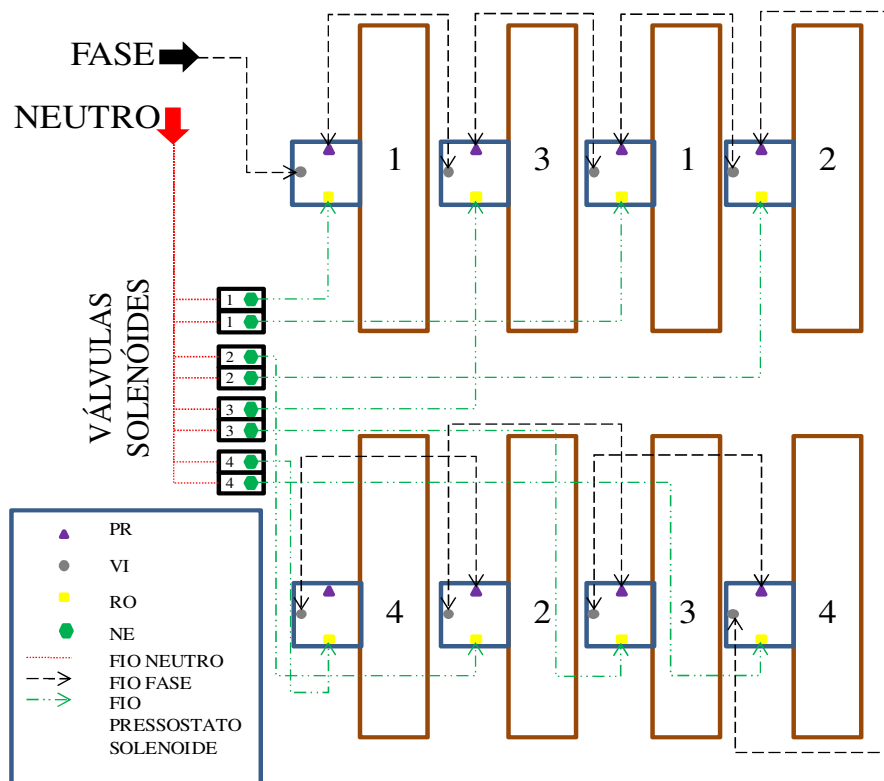 FASE
NEUTRO
1
3
1
2
VÁLVULAS
SOLENÓIDES
1
1
2
2
3
3
4
4
4
2
3
4
PR
VI
RO
NE
FIO NEUTRO
FIO FASE
FIO
PRESSOSTATO
SOLENOIDE